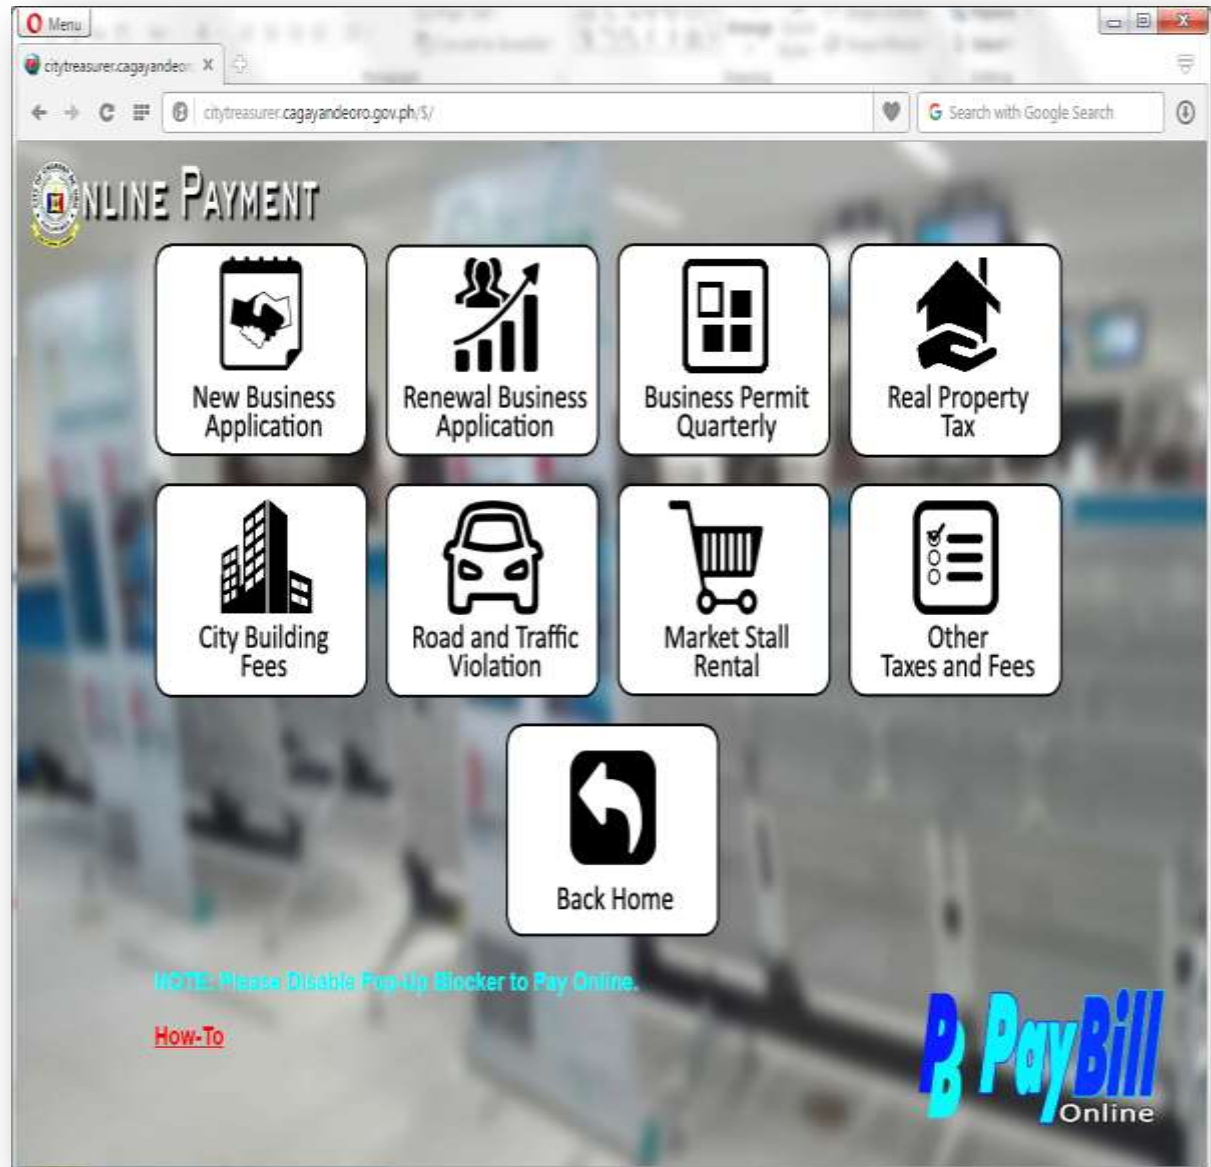 Menu
citytreasurer.cagayandeor
citytreasurer.cagayandeoro.gov.ph/$/
Search with Google Search
NLINE PAYMENT
New Business
Application
Renewal Business
Application
Business Permit
Quarterly
Real Property
Tax
City Building
Fees
Road and Traffic
Violation
Market Stall
Rental
Other
Taxes and Fees
Back Home
NOTE: Please Disable Pop-Up Blocker to Pay Online.
How-To
PB PayBill
Online